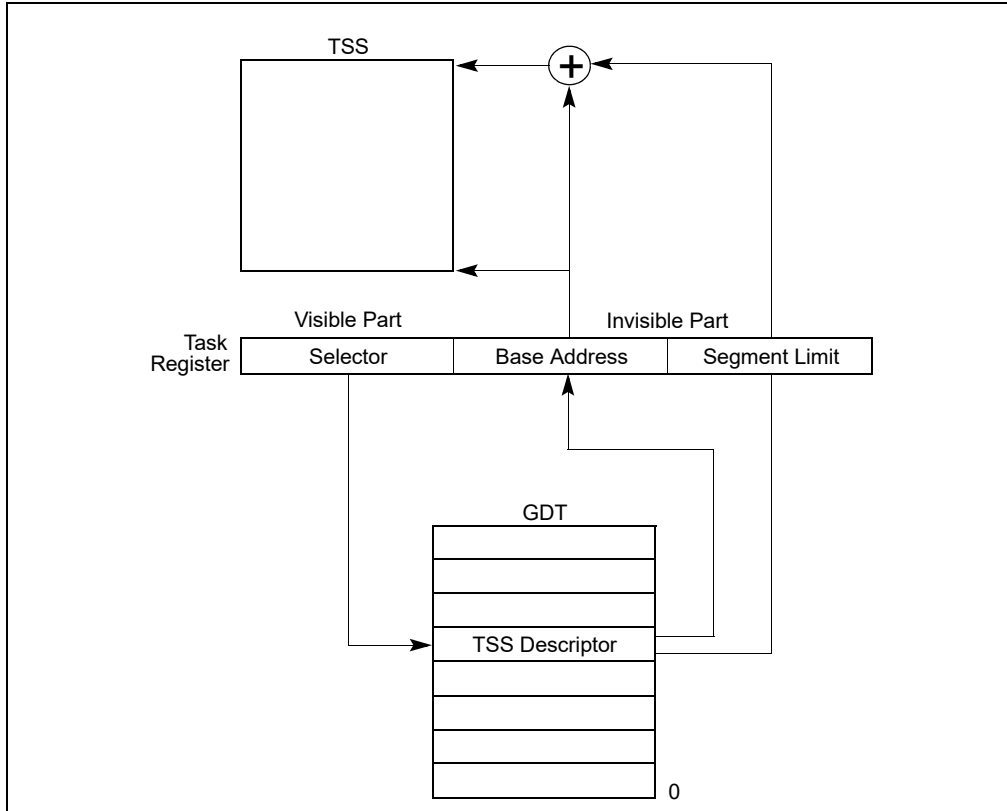 TSS
+
Visible Part
Invisible Part
Task
Register
Selector
Base Address
Segment Limit
GDT
TSS Descriptor
0